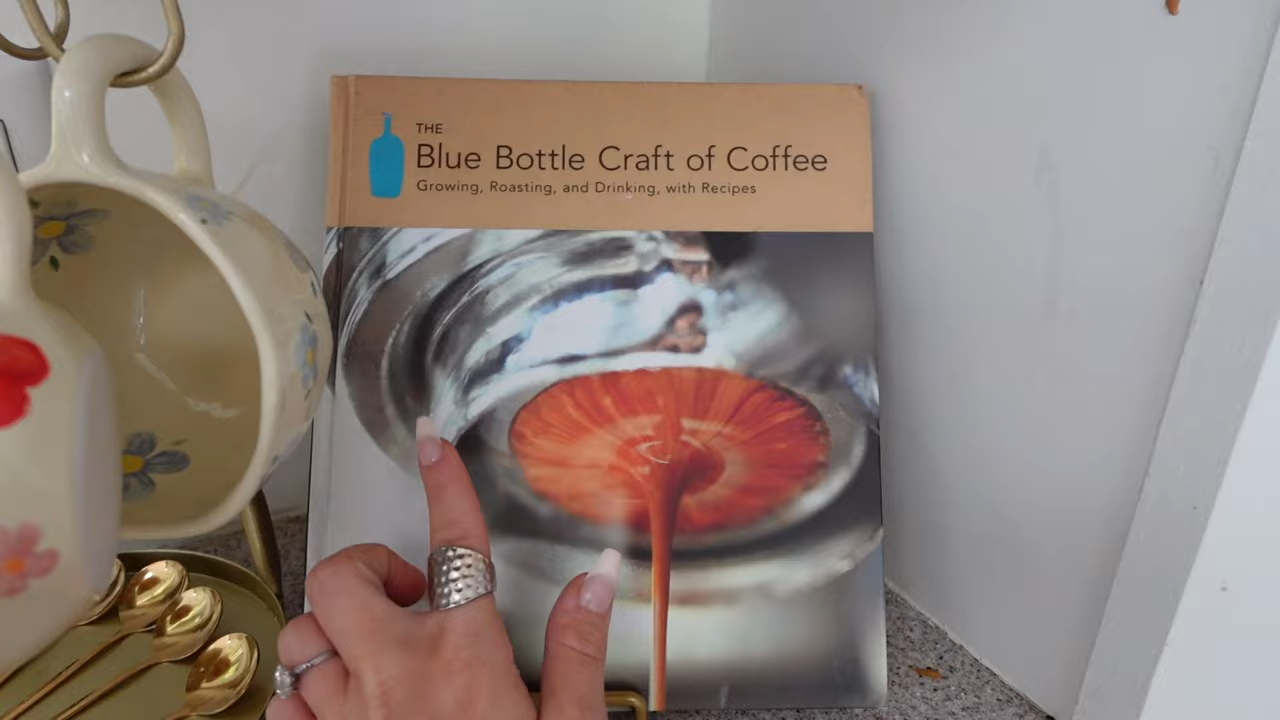 THE
Blue Bottle Craft of Coffee
Growing, Roasting, and Drinking, with Recipes